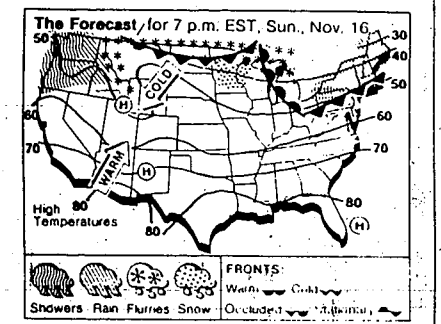 The Forecast for 7 p.m. EST, Sun., Nov. 16
50
30
40
COLD
50
H
60
60
70
70
WARM
H
80
80
80
H
High
Temperatures
FRONTS:
Warm Cold
Showers Rain Flurries Snow
Occluded Stationary